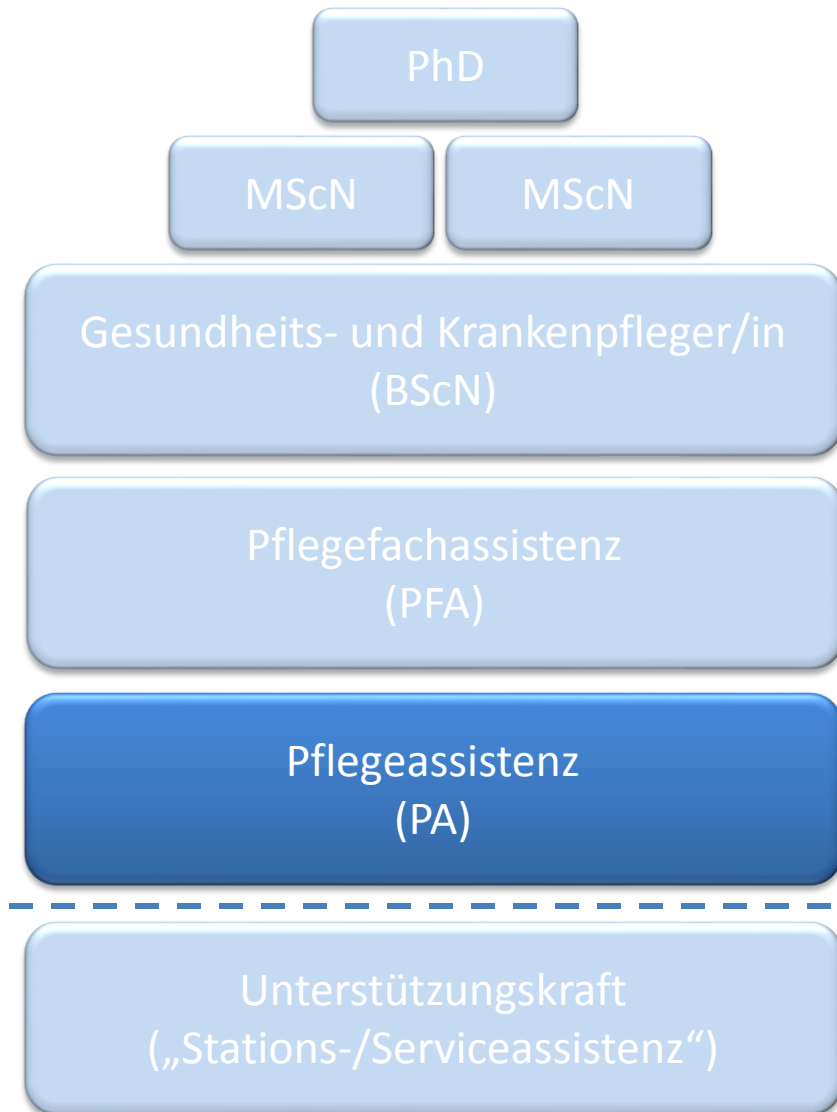 PhD
MScN MScN
Gesundheits- und Krankenpfleger/in
(BScN)
Pflegefachassistenz
(PFA)
Pflegeassistenz
(PA)
Unterstützungskraft
(„Stations-/Serviceassistenz“)